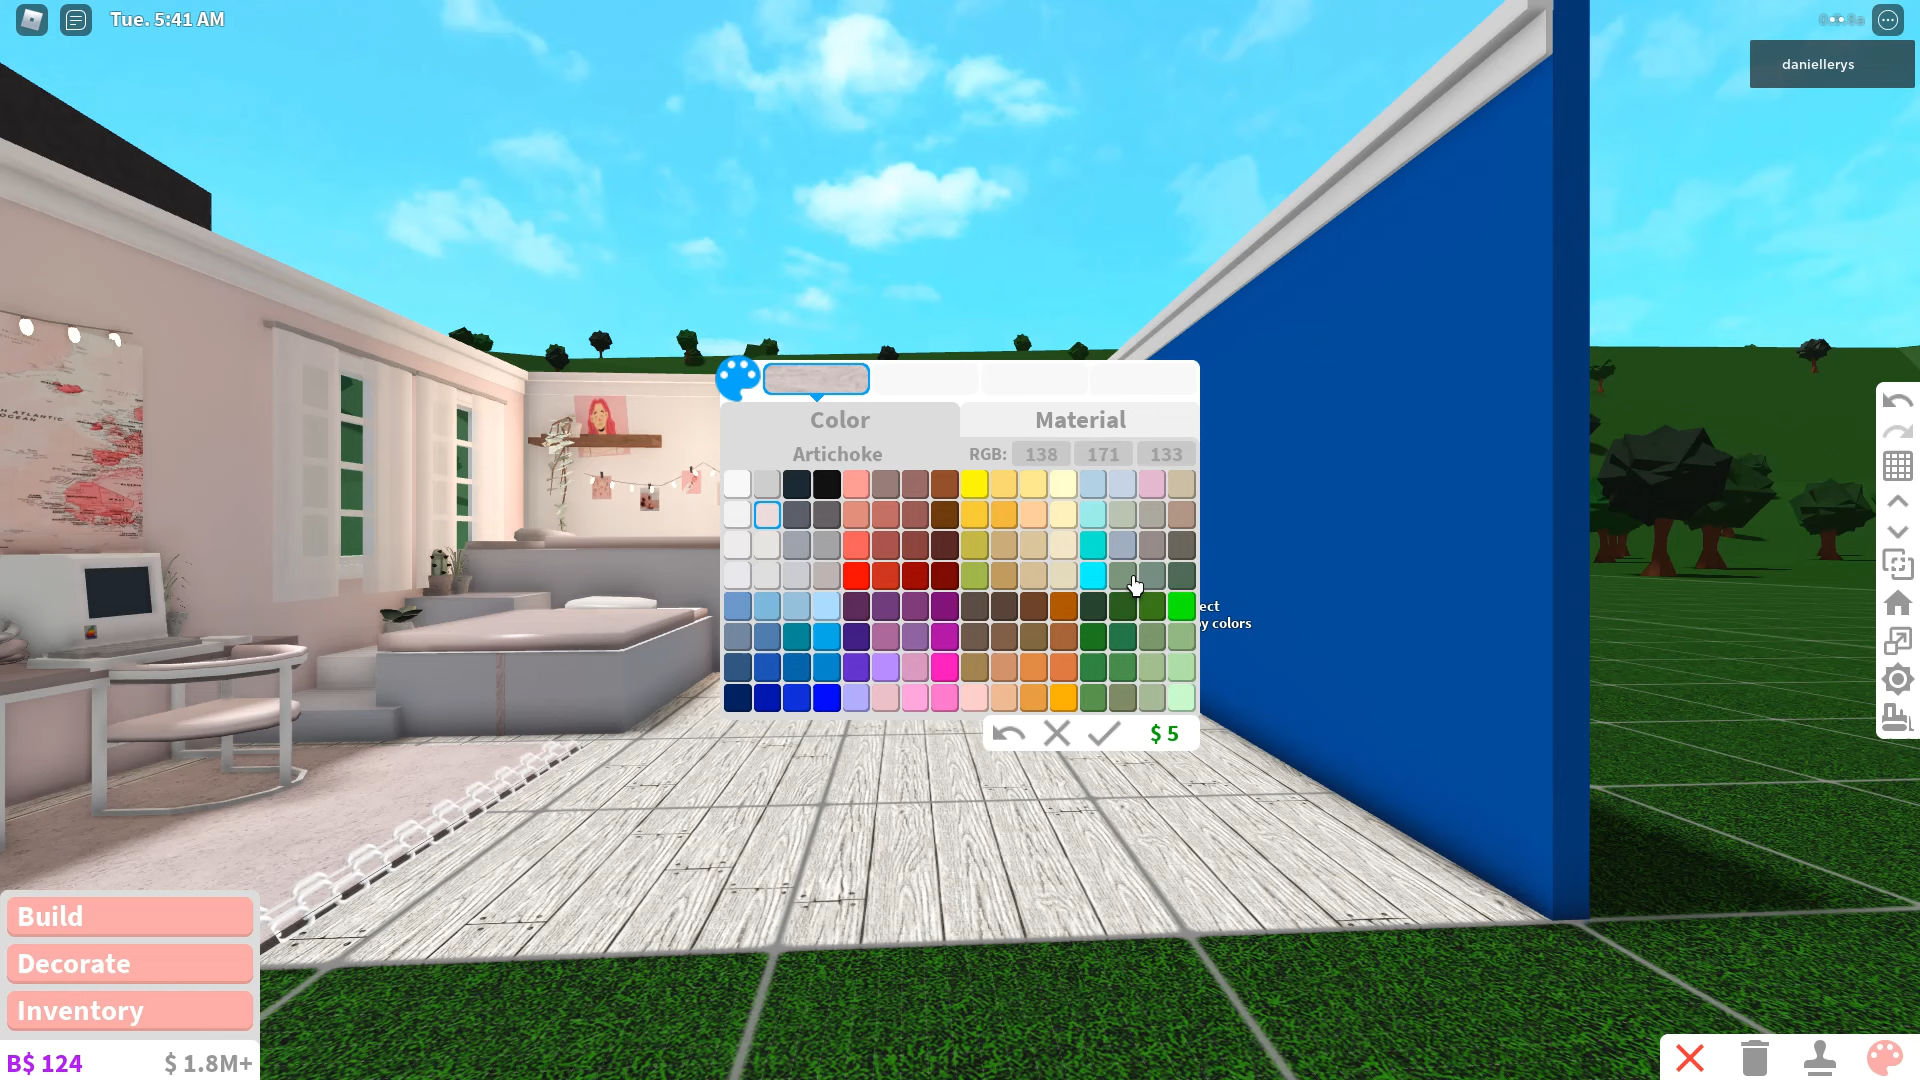 Tue. 5:41 AM
daniellerys
Color
Material
Artichoke
RGB: 138 171 133
ect
y colors
$ 5
Build
Decorate
Inventory
B$ 124
$ 1.8M+